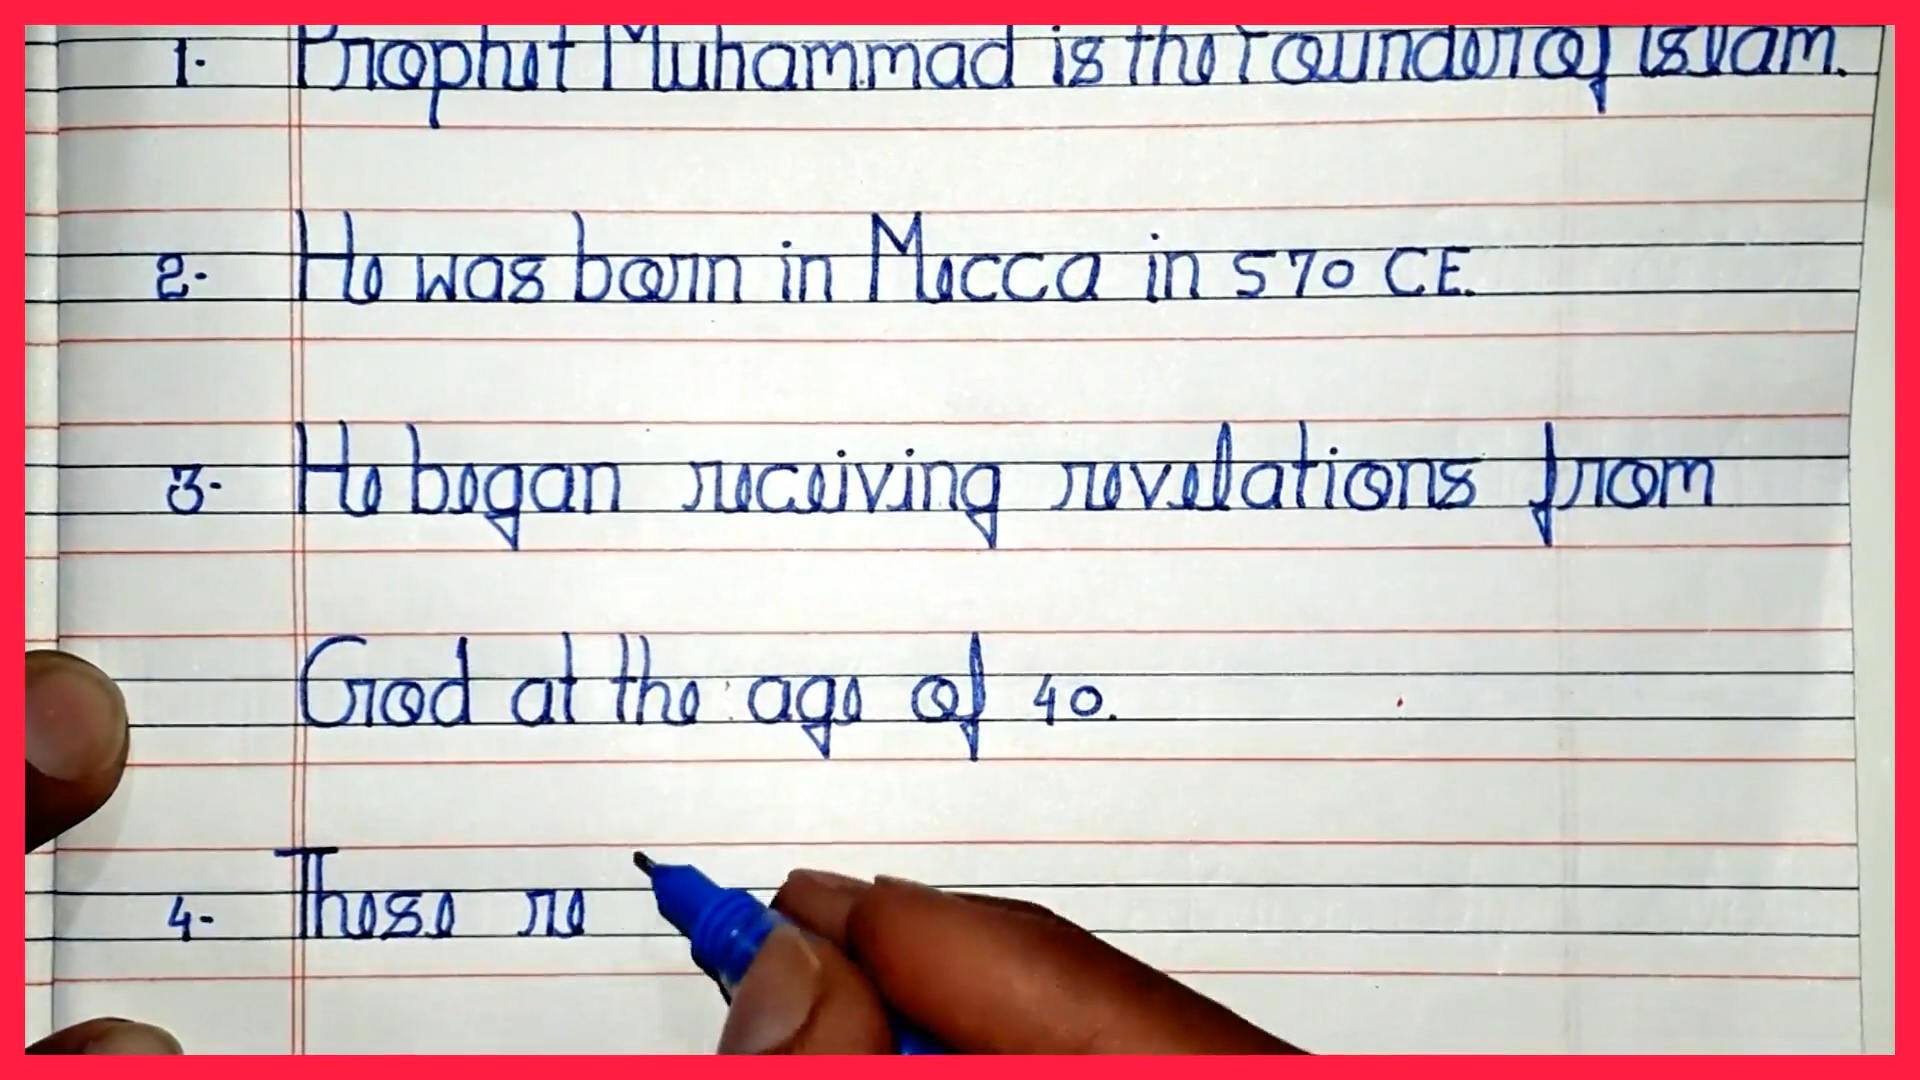 1. Prophet Muhammad is the Founder of Islam.
2. He was born in Mecca in 570 CE.
3. He began receiving revelations from
God at the age of 40.
4. These re